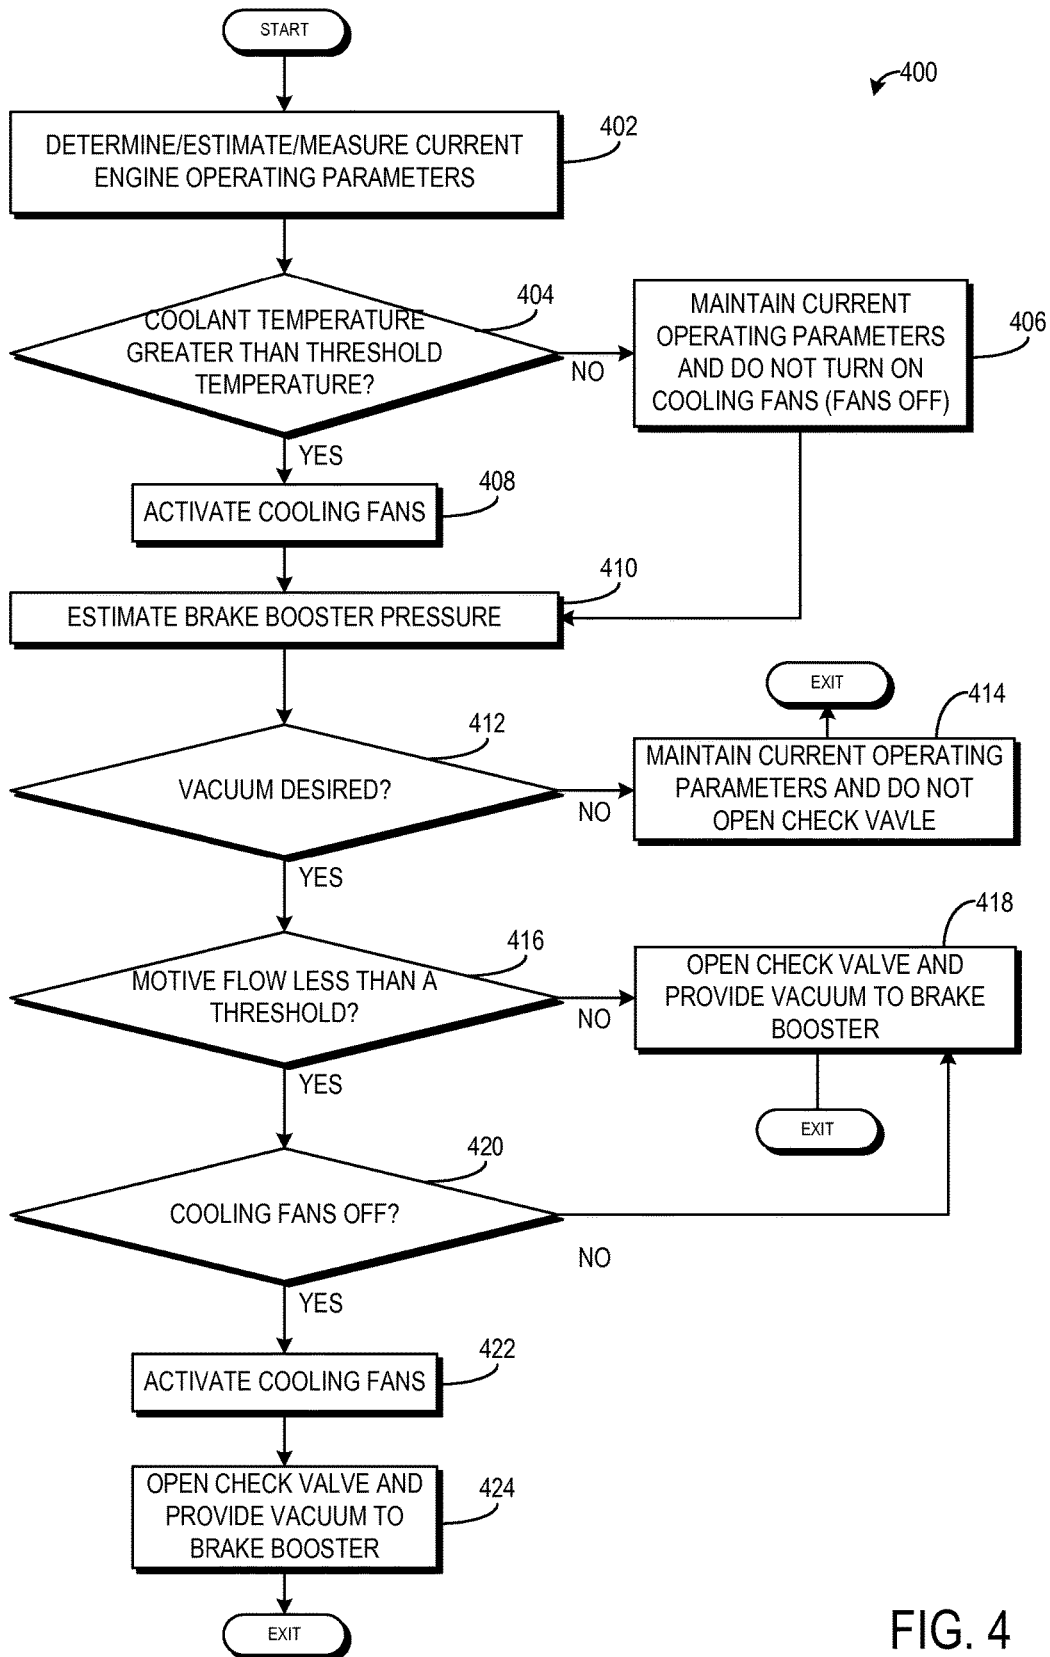 START
400
DETERMINE/ESTIMATE/MEASURE CURRENT
ENGINE OPERATING PARAMETERS
402
COOLANT TEMPERATURE
GREATER THAN THRESHOLD
TEMPERATURE?
404
NO
MAINTAIN CURRENT
OPERATING PARAMETERS
AND DO NOT TURN ON
COOLING FANS (FANS OFF)
406
YES
ACTIVATE COOLING FANS
408
ESTIMATE BRAKE BOOSTER PRESSURE
410
VACUUM DESIRED?
412
NO
EXIT
414
MAINTAIN CURRENT OPERATING
PARAMETERS AND DO NOT
OPEN CHECK VAVLE
YES
MOTIVE FLOW LESS THAN A
THRESHOLD?
416
NO
418
OPEN CHECK VALVE AND
PROVIDE VACUUM TO BRAKE
BOOSTER
EXIT
YES
COOLING FANS OFF?
420
NO
YES
ACTIVATE COOLING FANS
422
OPEN CHECK VALVE AND
PROVIDE VACUUM TO
BRAKE BOOSTER
424
EXIT
FIG. 4